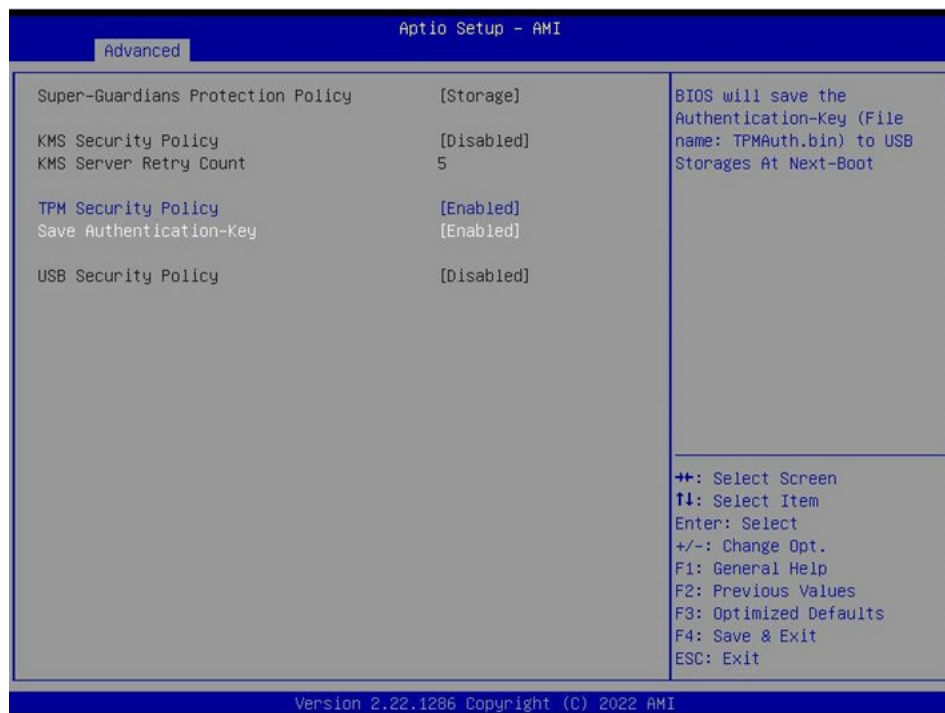 Aptio Setup - AMI
Advanced
Super-Guardians Protection Policy [Storage]
KMS Security Policy [Disabled]
KMS Server Retry Count 5
TPM Security Policy [Enabled]
Save Authentication-Key [Enabled]
USB Security Policy [Disabled]
BIOS will save the
Authentication-Key (File
name: TPMAuth.bin) to USB
Storages At Next-Boot
→←: Select Screen
↑↓: Select Item
Enter: Select
+/-: Change Opt.
F1: General Help
F2: Previous Values
F3: Optimized Defaults
F4: Save & Exit
ESC: Exit
Version 2.22.1286 Copyright (C) 2022 AMI